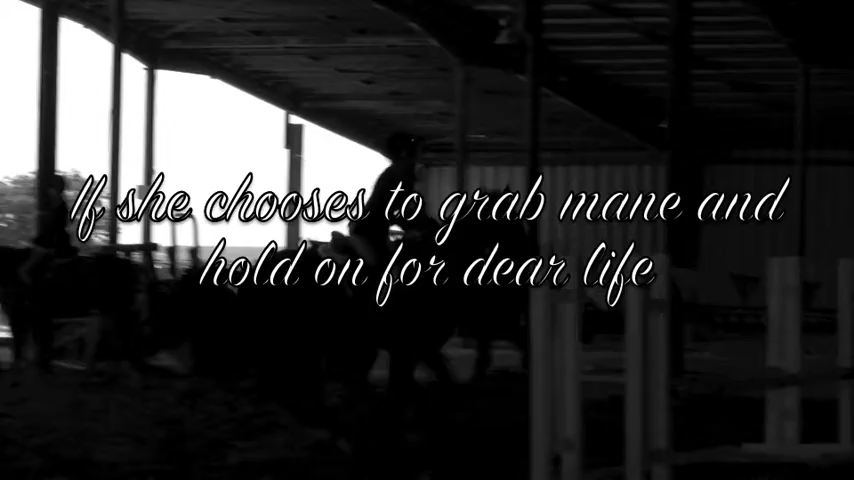 If she chooses to grab mane and
hold on for dear life